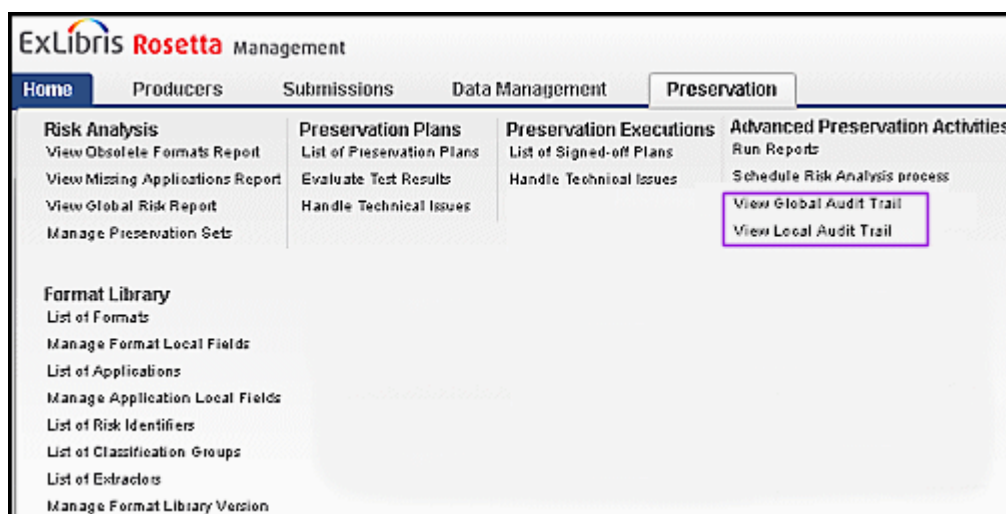 ExLibris Rosetta Management
Home Producers Submissions Data Management Preservation
Risk Analysis
View Obsolete Formats Report
View Missing Applications Report
View Global Risk Report
Manage Preservation Sets
Preservation Plans
List of Preservation Plans
Evaluate Test Results
Handle Technical Issues
Preservation Executions
List of Signed-off Plans
Handle Technical Issues
Advanced Preservation Activities
Run Reports
Schedule Risk Analysis process
View Global Audit Trail
View Local Audit Trail
Format Library
List of Formats
Manage Format Local Fields
List of Applications
Manage Application Local Fields
List of Risk Identifiers
List of Classification Groups
List of Extractors
Manage Format Library Version